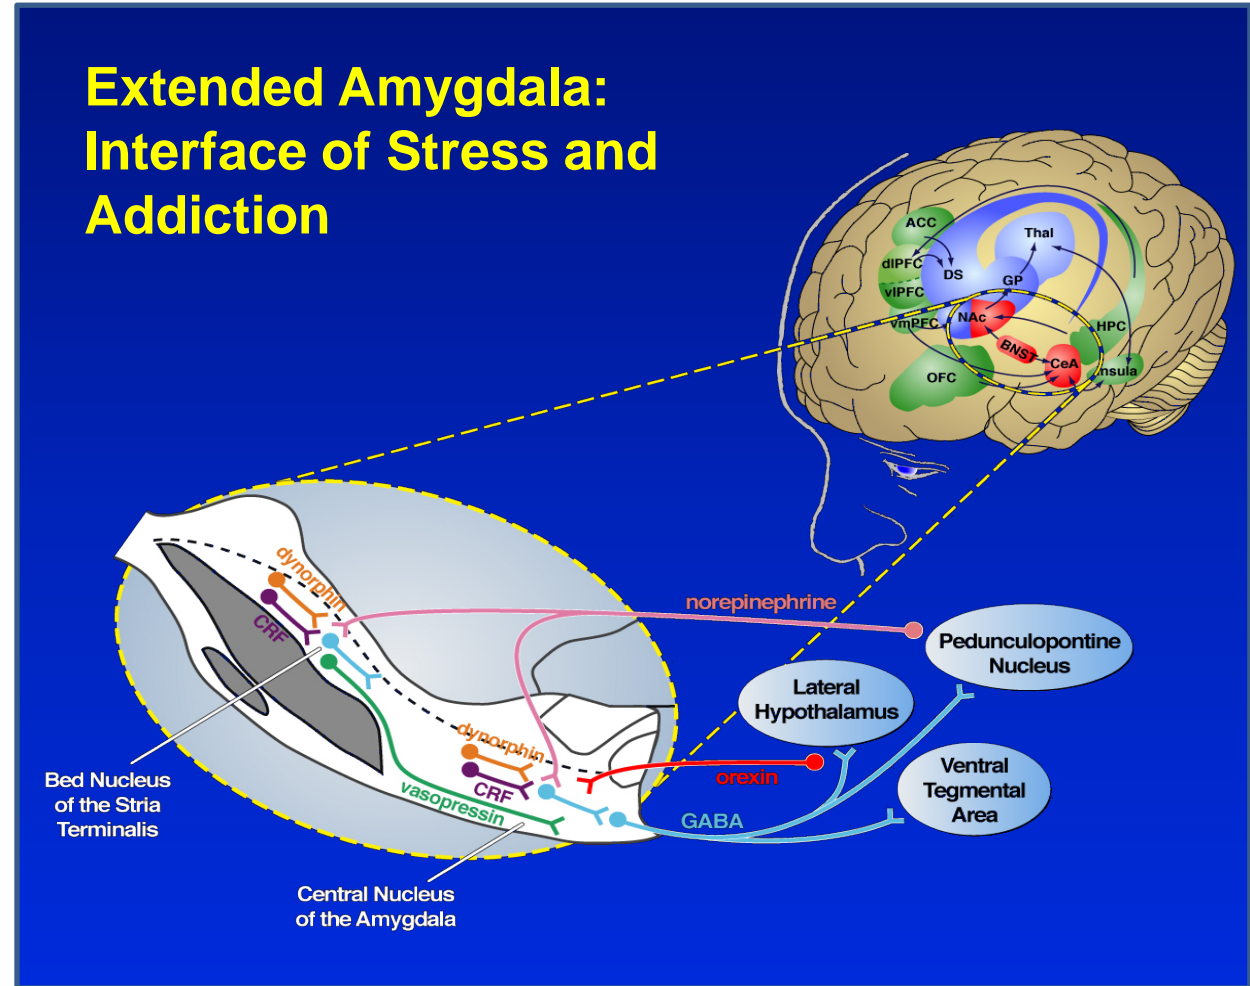 Extended Amygdala:
Interface of Stress and
Addiction
ACC
Thal
dlPFC
DS
GP
vlPFC
vmPFC
NAc
HPC
BNST
CeA
OFC
nsula
dynorphin
CRF
norepinephrine
Pedunculopontine
Nucleus
Lateral
Hypothalamus
dynorphin
CRF
orexin
vasopressin
GABA
Ventral
Tegmental
Area
Bed Nucleus
of the Stria
Terminalis
Central Nucleus
of the Amygdala